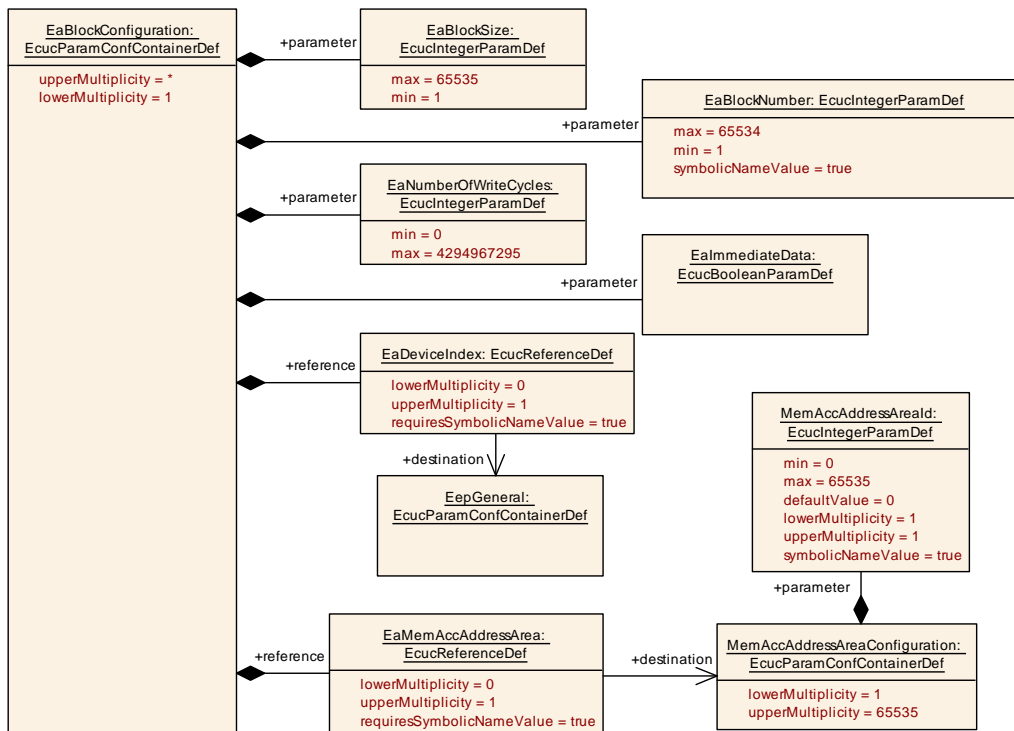 EaBlockConfiguration:
EcucParamConfContainerDef
upperMultiplicity = *
lowerMultiplicity = 1
+parameter
EaBlockSize:
EcucIntegerParamDef
max = 65535
min = 1
+parameter
EaBlockNumber: EcucIntegerParamDef
max = 65534
min = 1
symbolicNameValue = true
+parameter
EaNumberOfWriteCycles:
EcucIntegerParamDef
min = 0
max = 4294967295
+parameter
EaImmediateData:
EcucBooleanParamDef
+reference
EaDeviceIndex: EcucReferenceDef
lowerMultiplicity = 0
upperMultiplicity = 1
requiresSymbolicNameValue = true
+destination
EepGeneral:
EcucParamConfContainerDef
MemAccAddressAreaId:
EcucIntegerParamDef
min = 0
max = 65535
defaultValue = 0
lowerMultiplicity = 1
upperMultiplicity = 1
symbolicNameValue = true
+parameter
+reference
EaMemAccAddressArea:
EcucReferenceDef
lowerMultiplicity = 0
upperMultiplicity = 1
requiresSymbolicNameValue = true
+destination
MemAccAddressAreaConfiguration:
EcucParamConfContainerDef
lowerMultiplicity = 1
upperMultiplicity = 65535